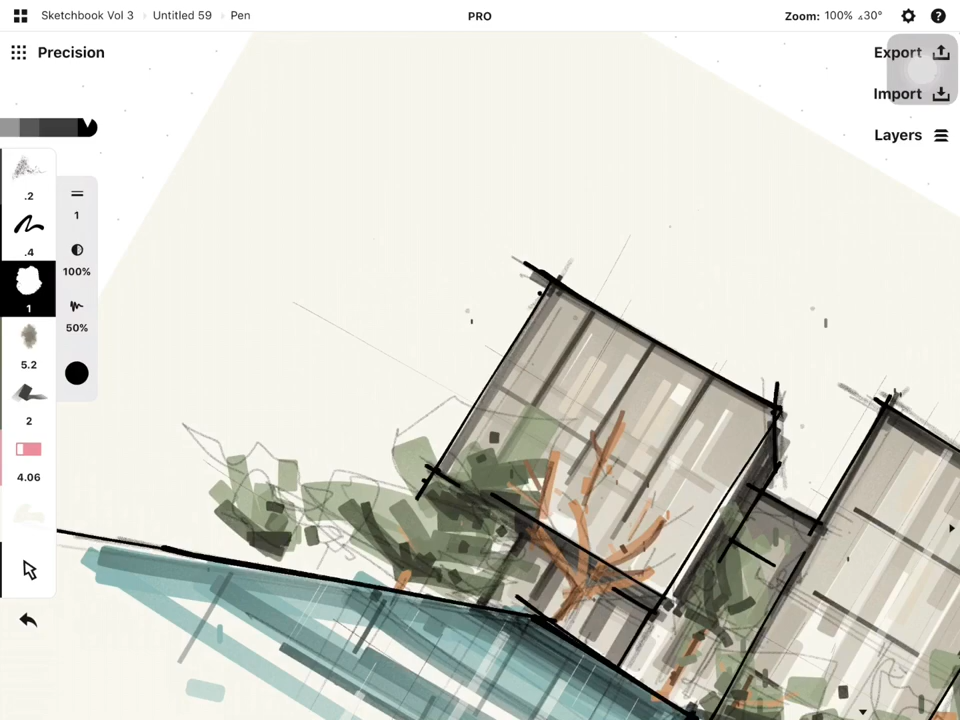 Sketchbook Vol 3 Untitled 59 Pen
PRO
Zoom: 100% 30°
Precision
Export
Import
Layers
.2
.4
1
5.2
2
4.06
1
100%
50%